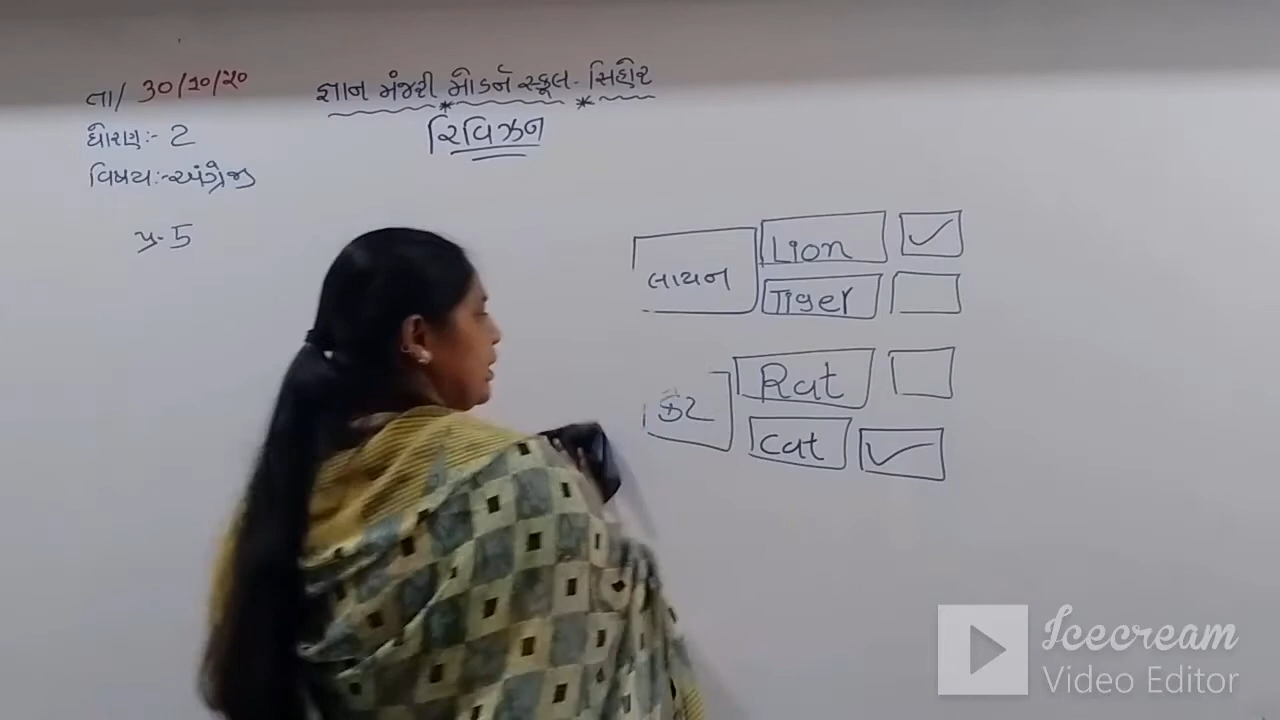 તા/ 30/10/20
જ્ઞાન મંજરી મોડર્ન સ્કૂલ - સિહોર
ધોરણ :- 2
રિવિઝન
વિષય :- અંગ્રેજી
પ્ર. 5
લાયન
Lion ✓
Tiger
કેટ
Rat
Cat ✓
Icecream
Video Editor